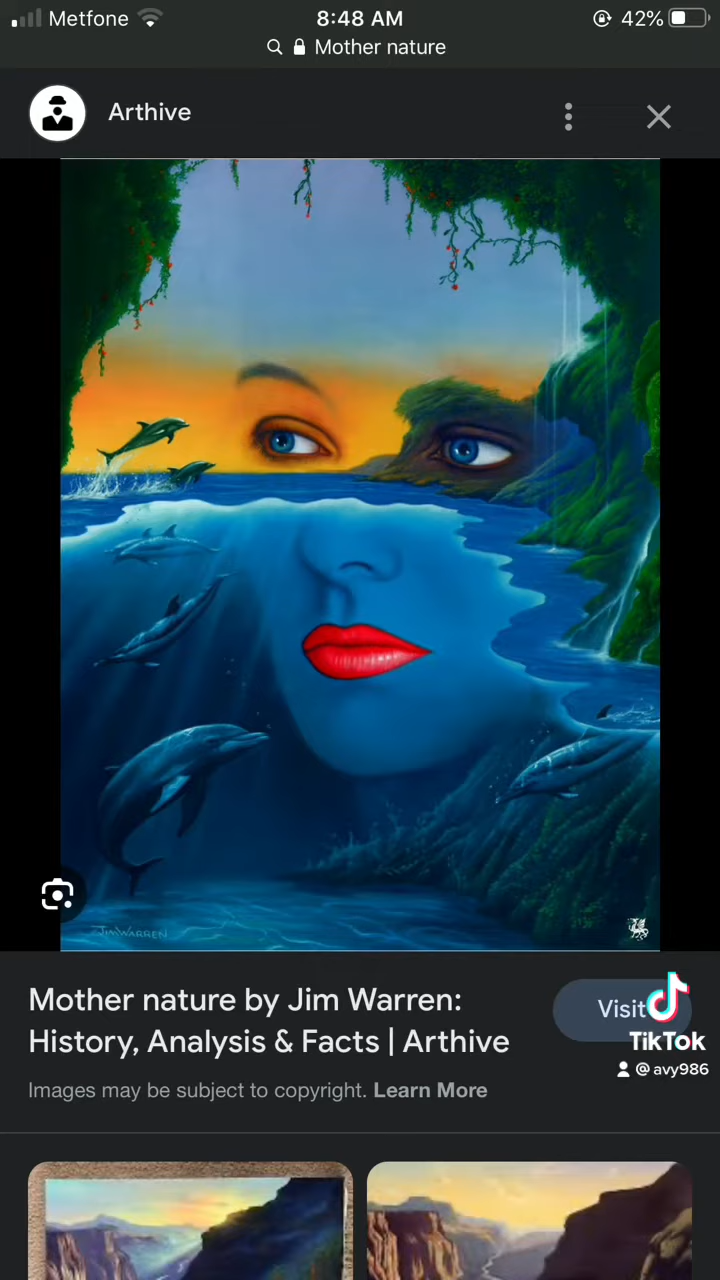 Metfone
8:48 AM
42%
Mother nature
Arthive
JIM WARREN
Mother nature by Jim Warren:
History, Analysis & Facts | Arthive
Visit
TikTok
@avy986
Images may be subject to copyright. Learn More